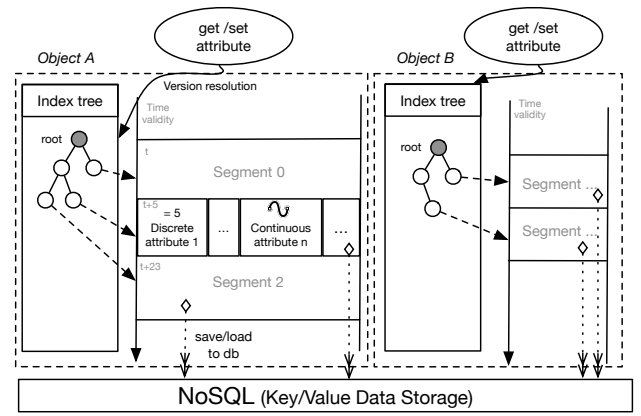 get /set
attribute
get /set
attribute
Object A
Object B
Version resolution
Index tree
Time
validity
root
t
Segment 0
t+5
= 5
Discrete
attribute 1
...
Continuous
attribute n
...
t+23
Segment 2
save/load
to db
Index tree
Time
validity
root
Segment ...
Segment ...
NoSQL (Key/Value Data Storage)